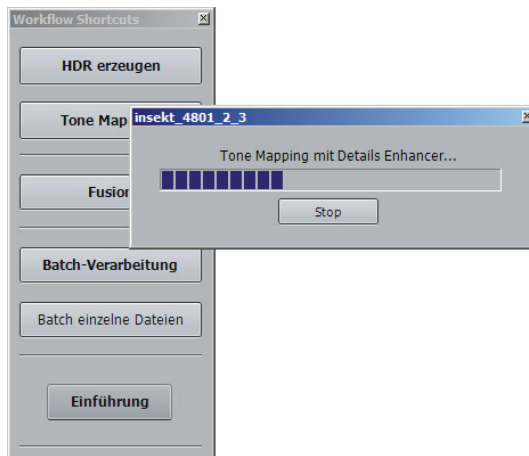 Workflow Shortcuts
HDR erzeugen
Tone Map
insekt_4801_2_3
Tone Mapping mit Details Enhancer...
Fusion
Stop
Batch-Verarbeitung
Batch einzelne Dateien
Einführung